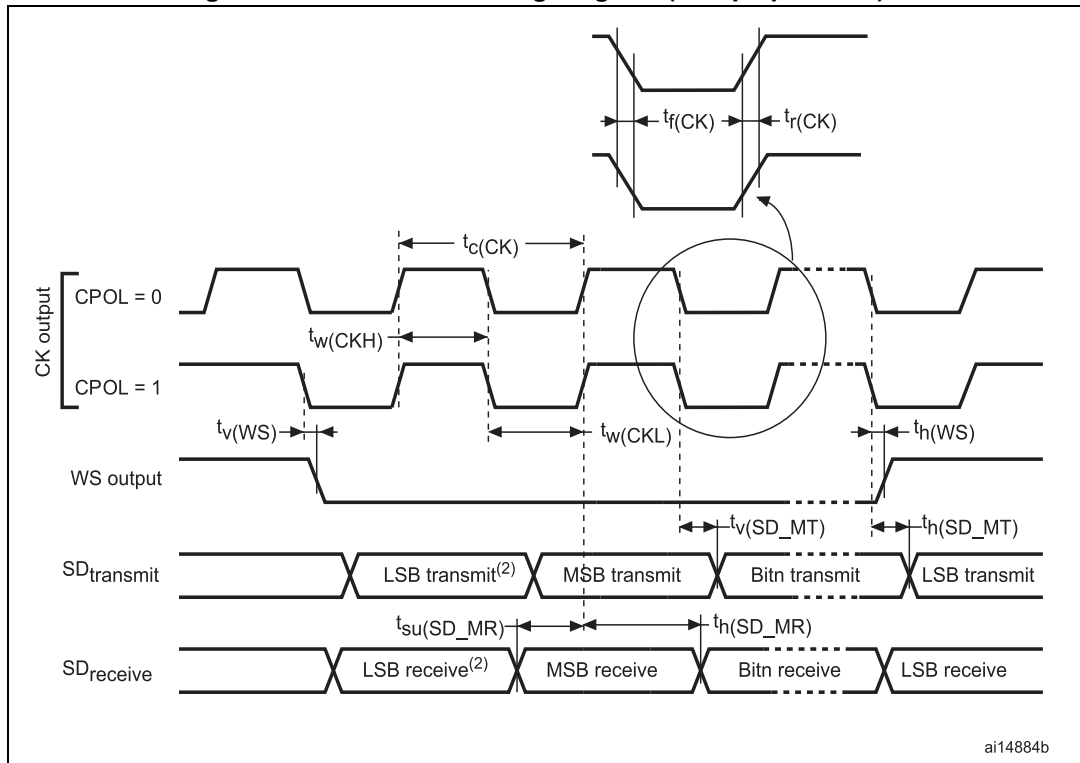 tf(CK)
tr(CK)
tc(CK)
CK output
CPOL = 0
tw(CKH)
CPOL = 1
tv(WS)
tw(CKL)
th(WS)
WS output
tv(SD_MT)
th(SD_MT)
SDtransmit
LSB transmit(2)
MSB transmit
Bitn transmit
LSB transmit
tsu(SD_MR)
th(SD_MR)
SDreceive
LSB receive(2)
MSB receive
Bitn receive
LSB receive
ai14884b